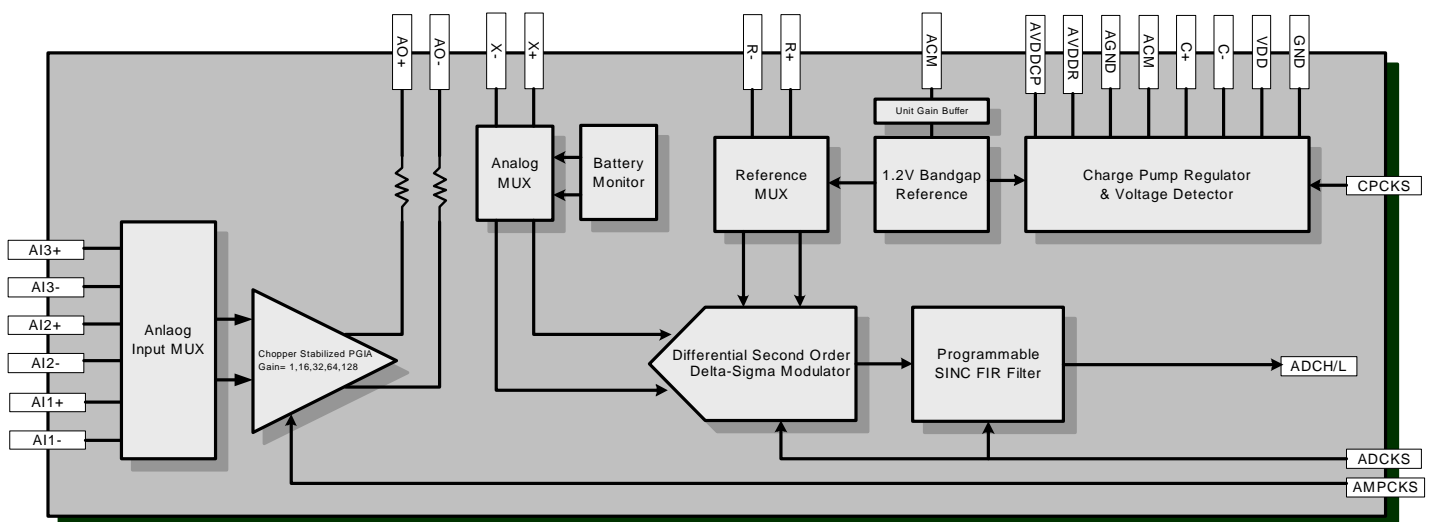 AO+
AO-
X-
X+
R-
R+
ACM
AVDDCP
AVDDR
AGND
ACM
C+
C-
VDD
GND
Unit Gain Buffer
Analog
MUX
Battery
Monitor
Reference
MUX
1.2V Bandgap
Reference
Charge Pump Regulator
& Voltage Detector
CPCKS
AI3+
AI3-
AI2+
AI2-
AI1+
AI1-
Anlaog
Input MUX
Chopper Stabilized PGIA
Gain= 1,16,32,64,128
Differential Second Order
Delta-Sigma Modulator
Programmable
SINC FIR Filter
ADCH/L
ADCKS
AMPCKS